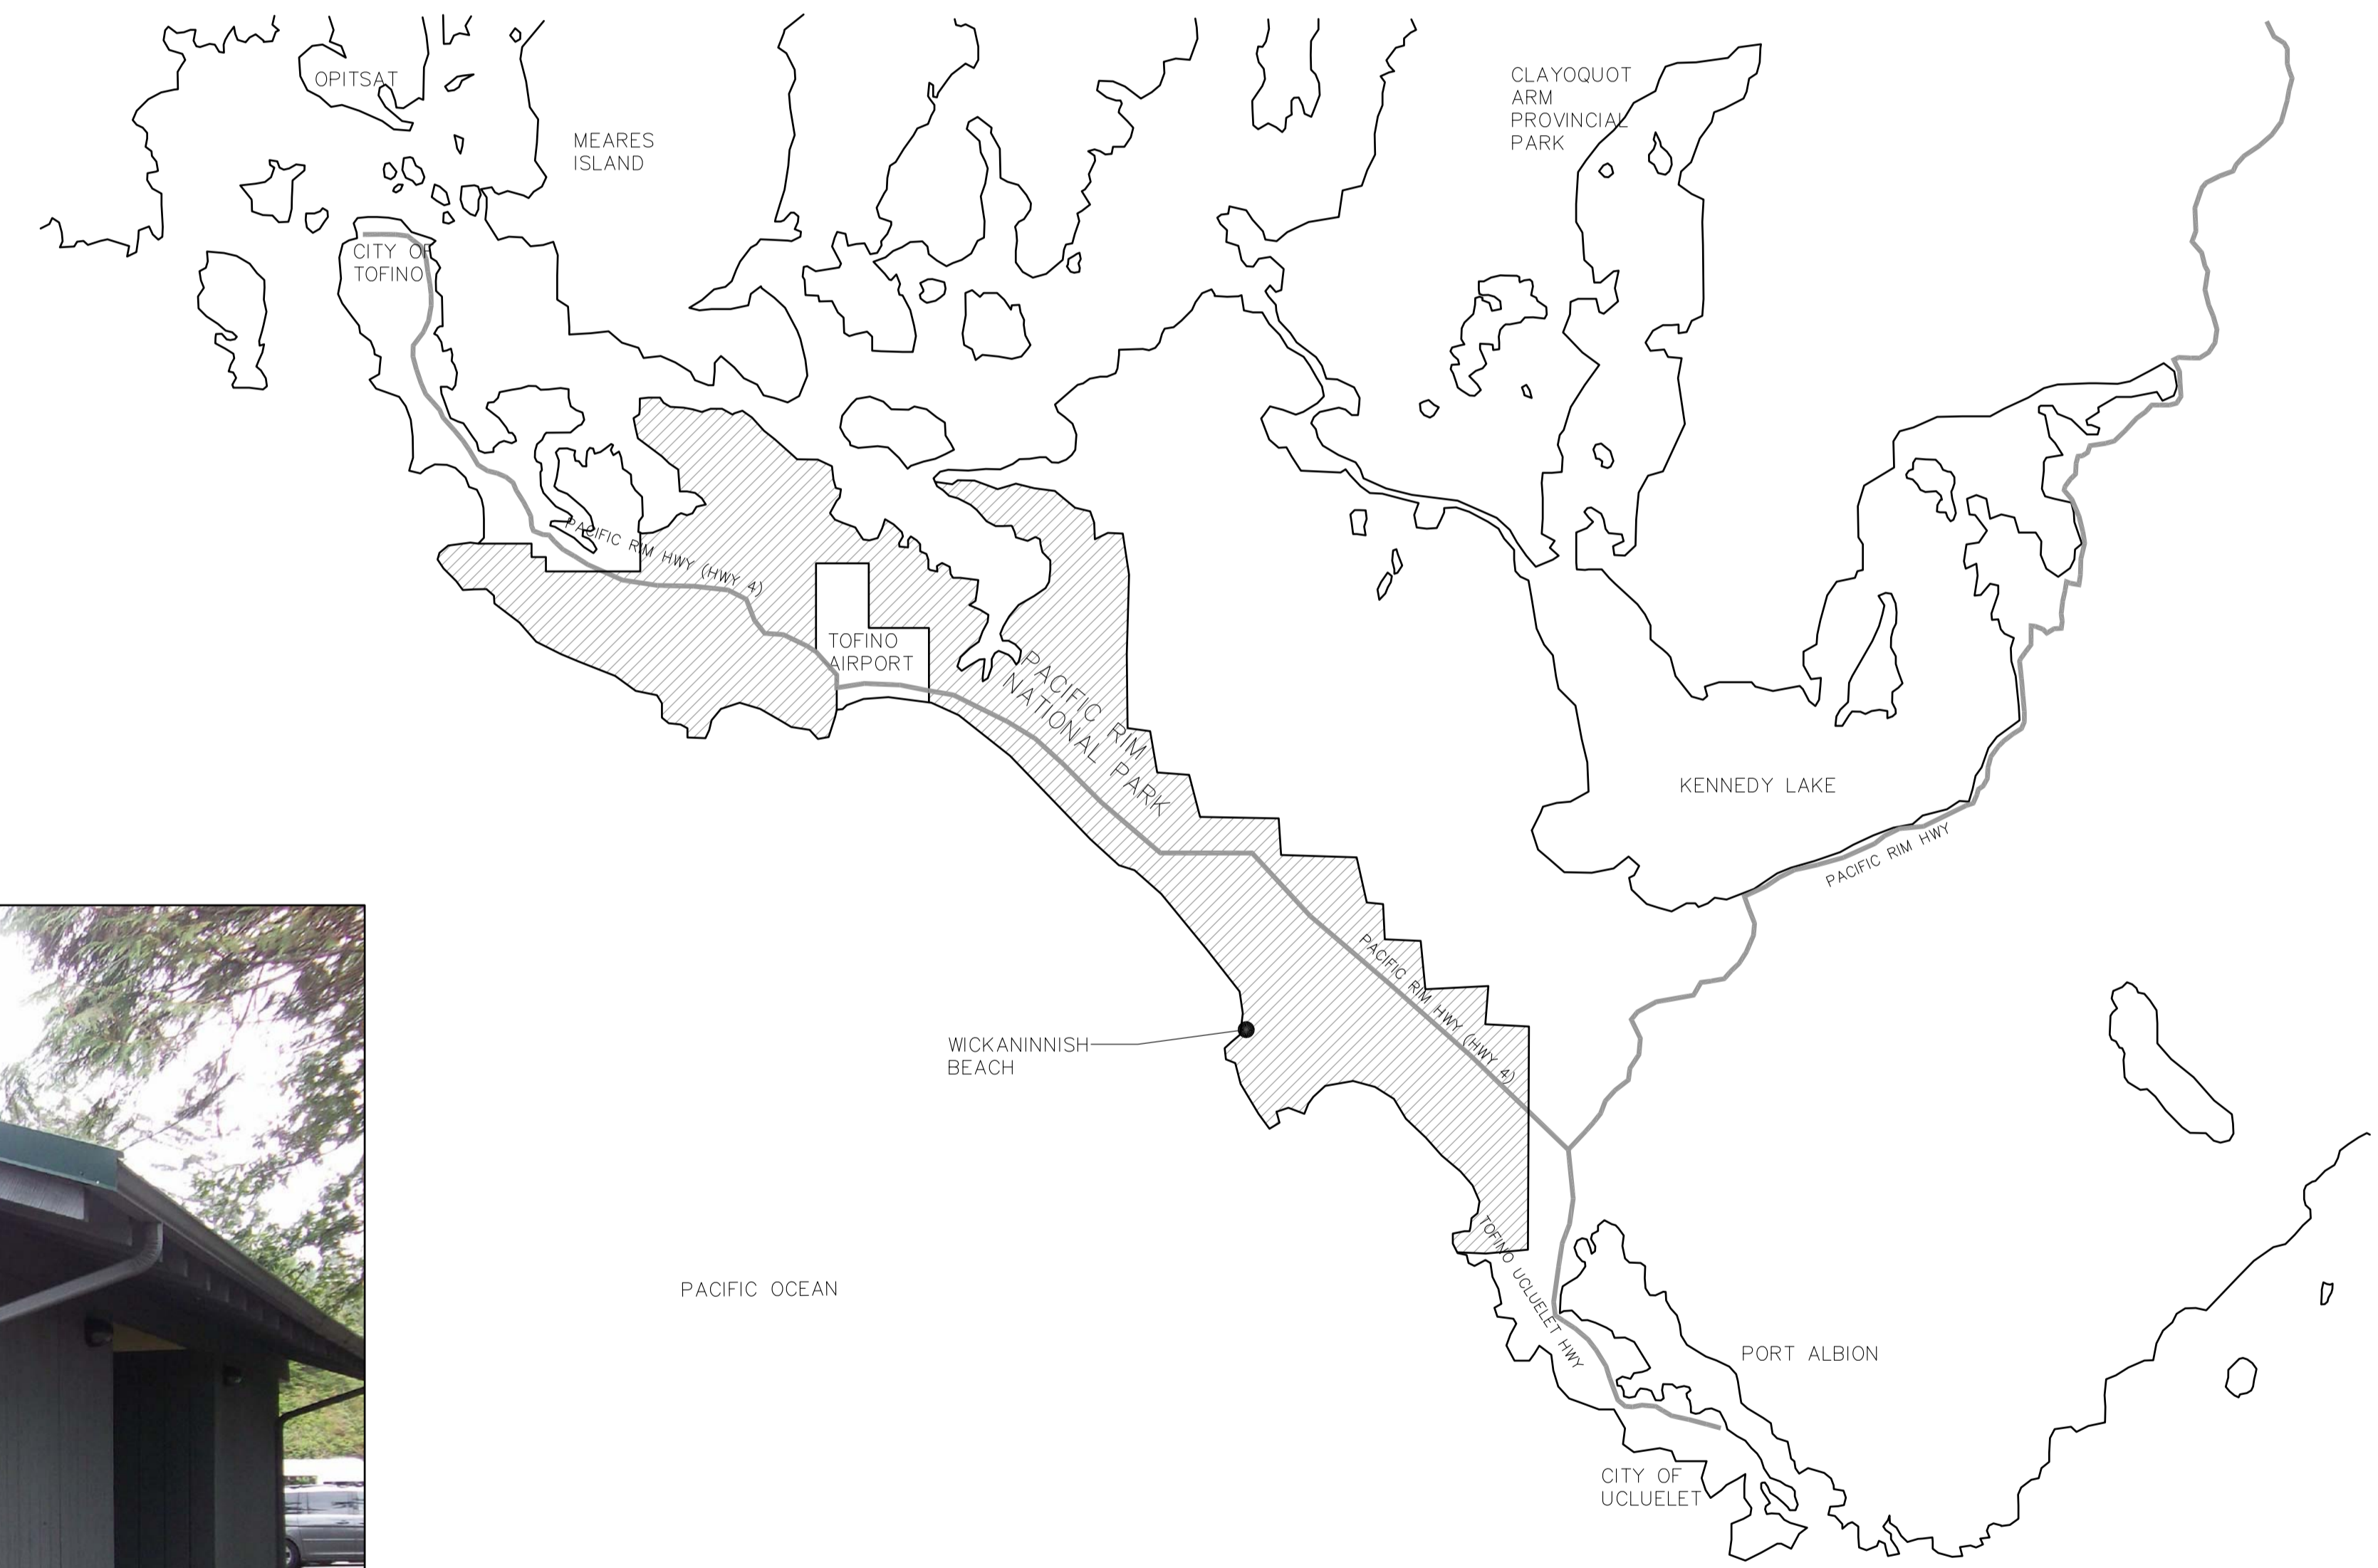 OPITSAT
MEARES
ISLAND
CLAYOQUOT
ARM
PROVINCIAL
PARK
CITY OF
TOFINO
PACIFIC RIM HWY (HWY 4)
TOFINO
AIRPORT
PACIFIC RIM
NATIONAL PARK
KENNEDY LAKE
PACIFIC RIM HWY
PACIFIC RIM HWY (HWY 4)
WICKANINNISH
BEACH
PACIFIC OCEAN
TOFINO UCLUELET HWY
PORT ALBION
CITY OF
UCLUELET